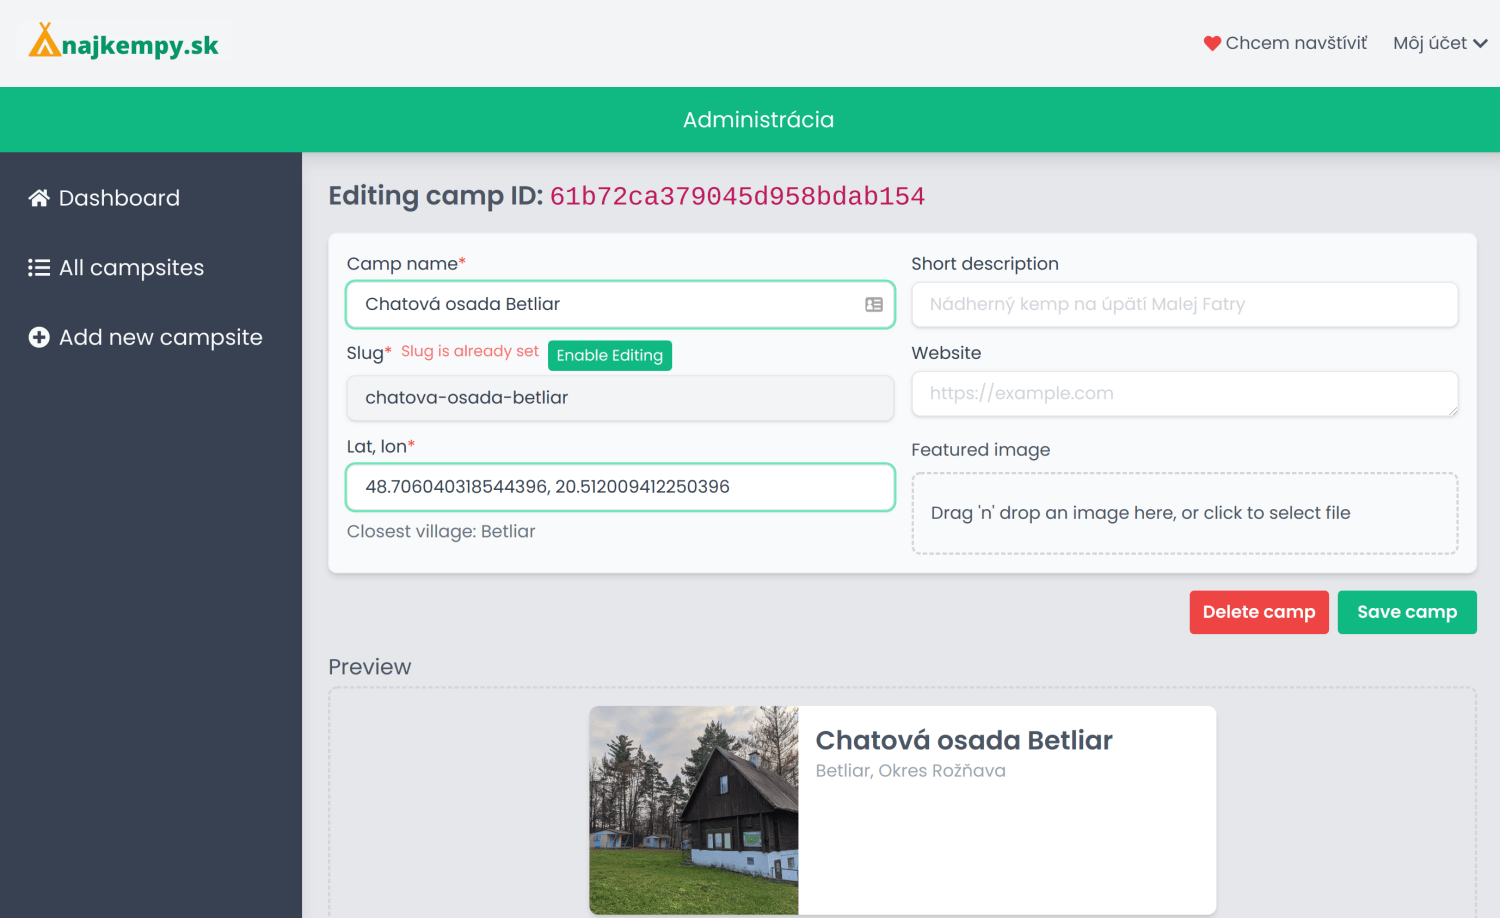 najkempy.sk
Chcem navštíviť
Môj účet
Administrácia
Dashboard
All campsites
Add new campsite
Editing camp ID: 61b72ca379045d958bdab154
Camp name*
Chatová osada Betliar
Slug* Slug is already set Enable Editing
chatova-osada-betliar
Lat, lon*
48.706040318544396, 20.512009412250396
Closest village: Betliar
Short description
Nádherný kemp na úpätí Malej Fatry
Website
https://example.com
Featured image
Drag 'n' drop an image here, or click to select file
Delete camp
Save camp
Preview
Chatová osada Betliar
Betliar, Okres Rožňava